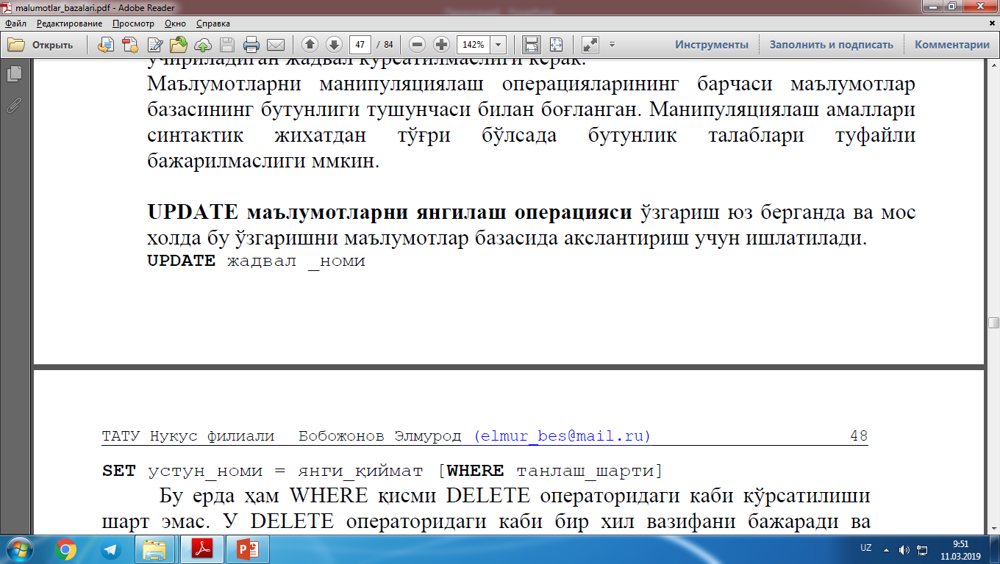 malumotlar_bazalari.pdf - Adobe Reader
Файл Редактирование Просмотр Окно Справка
Открыть 47 / 84 142% Инструменты Заполнить и подписать Комментарии
учириладиган жадвал курсатилмаслиги керак.
Маълумотларни манипуляциялаш операцияларининг барчаси маълумотлар
базасининг бутунлиги тушунчаси билан боғланган. Манипуляциялаш амаллари
синтактик жихатдан тўғри бўлсада бутунлик талаблари туфайли
бажарилмаслиги ммкин.
UPDATE маълумотларни янгилаш операцияси ўзгариш юз берганда ва мос
холда бу ўзгаришни маълумотлар базасида акслантириш учун ишлатилади.
UPDATE жадвал _номи
ТАТУ Нукус филиали Бобожонов Элмурод (elmur_bes@mail.ru) 48
SET устун_номи = янги_қиймат [WHERE танлаш_шарти]
Бу ерда ҳам WHERE қисми DELETE операторидаги каби кўрсатилиши
шарт эмас. У DELETE операторидаги каби бир хил вазифани бажаради ва
UZ 9:51
11.03.2019